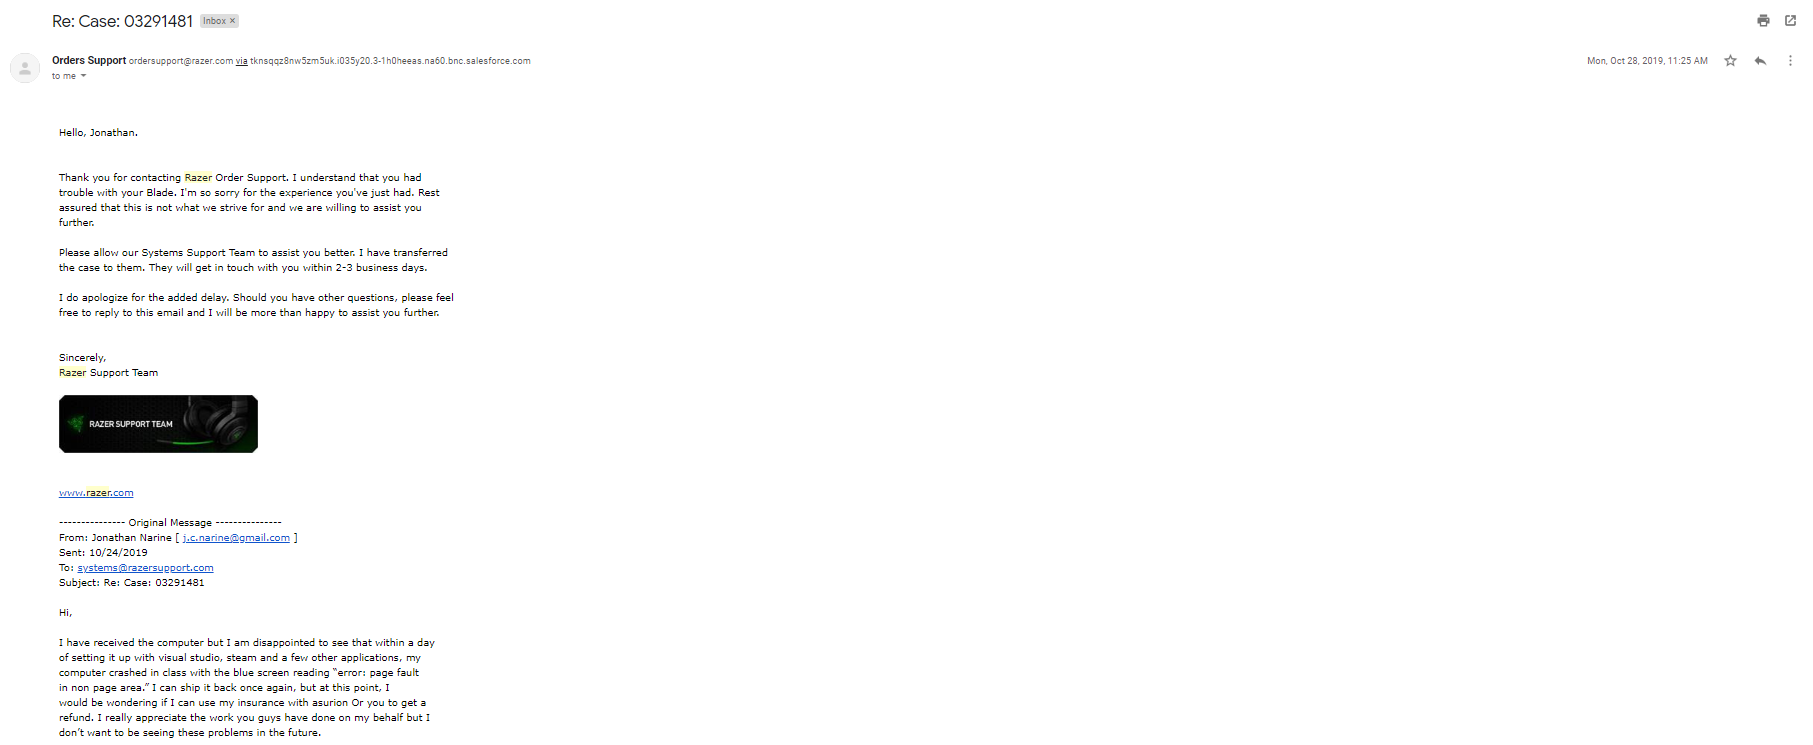 Re: Case: 03291481 Inbox ×
Orders Support ordersupport@razer.com via tknsqqz8nw5zm5uk.i035y20.3-1h0heeas.na60.bnc.salesforce.com
Mon, Oct 28, 2019, 11:25 AM
to me
Hello, Jonathan.
Thank you for contacting Razer Order Support. I understand that you had
trouble with your Blade. I'm so sorry for the experience you've just had. Rest
assured that this is not what we strive for and we are willing to assist you
further.
Please allow our Systems Support Team to assist you better. I have transferred
the case to them. They will get in touch with you within 2-3 business days.
I do apologize for the added delay. Should you have other questions, please feel
free to reply to this email and I will be more than happy to assist you further.
Sincerely,
Razer Support Team
RAZER SUPPORT TEAM
www.razer.com
--------------- Original Message ---------------
From: Jonathan Narine [ j.c.narine@gmail.com ]
Sent: 10/24/2019
To: systems@razersupport.com
Subject: Re: Case: 03291481
Hi,
I have received the computer but I am disappointed to see that within a day
of setting it up with visual studio, steam and a few other applications, my
computer crashed in class with the blue screen reading “error: page fault
in non page area.” I can ship it back once again, but at this point, I
would be wondering if I can use my insurance with asurion Or you to get a
refund. I really appreciate the work you guys have done on my behalf but I
don’t want to be seeing these problems in the future.